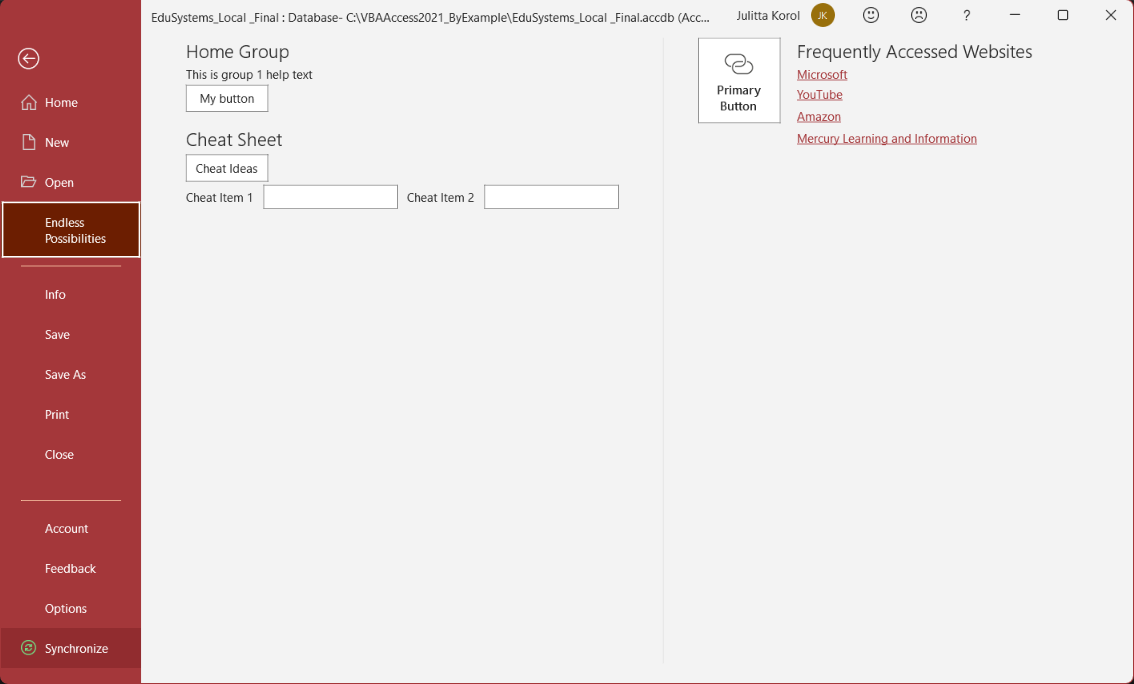 EduSystems_Local _Final : Database- C:\VBAAccess2021_ByExample\EduSystems_Local _Final.accdb (Acc...
Julitta Korol
JK
?
Home
New
Open
Endless
Possibilities
Info
Save
Save As
Print
Close
Account
Feedback
Options
Synchronize
Home Group
This is group 1 help text
My button
Cheat Sheet
Cheat Ideas
Cheat Item 1
Cheat Item 2
Primary
Button
Frequently Accessed Websites
Microsoft
YouTube
Amazon
Mercury Learning and Information